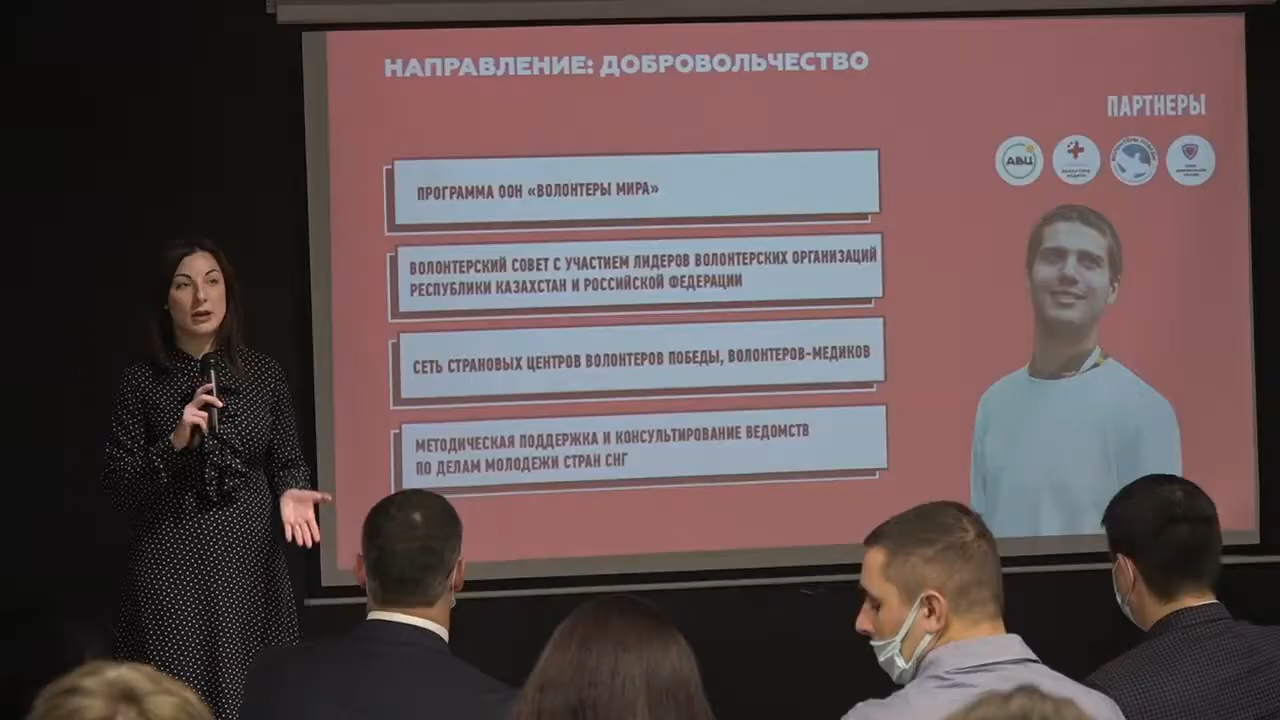 НАПРАВЛЕНИЕ: ДОБРОВОЛЬЧЕСТВО
ПАРТНЕРЫ
АВЦ
ПРОГРАММА ООН «ВОЛОНТЕРЫ МИРА»
ВОЛОНТЕРСКИЙ СОВЕТ С УЧАСТИЕМ ЛИДЕРОВ ВОЛОНТЕРСКИХ ОРГАНИЗАЦИЙ
РЕСПУБЛИКИ КАЗАХСТАН И РОССИЙСКОЙ ФЕДЕРАЦИИ
СЕТЬ СТРАНОВЫХ ЦЕНТРОВ ВОЛОНТЕРОВ ПОБЕДЫ, ВОЛОНТЕРОВ-МЕДИКОВ
МЕТОДИЧЕСКАЯ ПОДДЕРЖКА И КОНСУЛЬТИРОВАНИЕ ВЕДОМСТВ
ПО ДЕЛАМ МОЛОДЕЖИ СТРАН СНГ